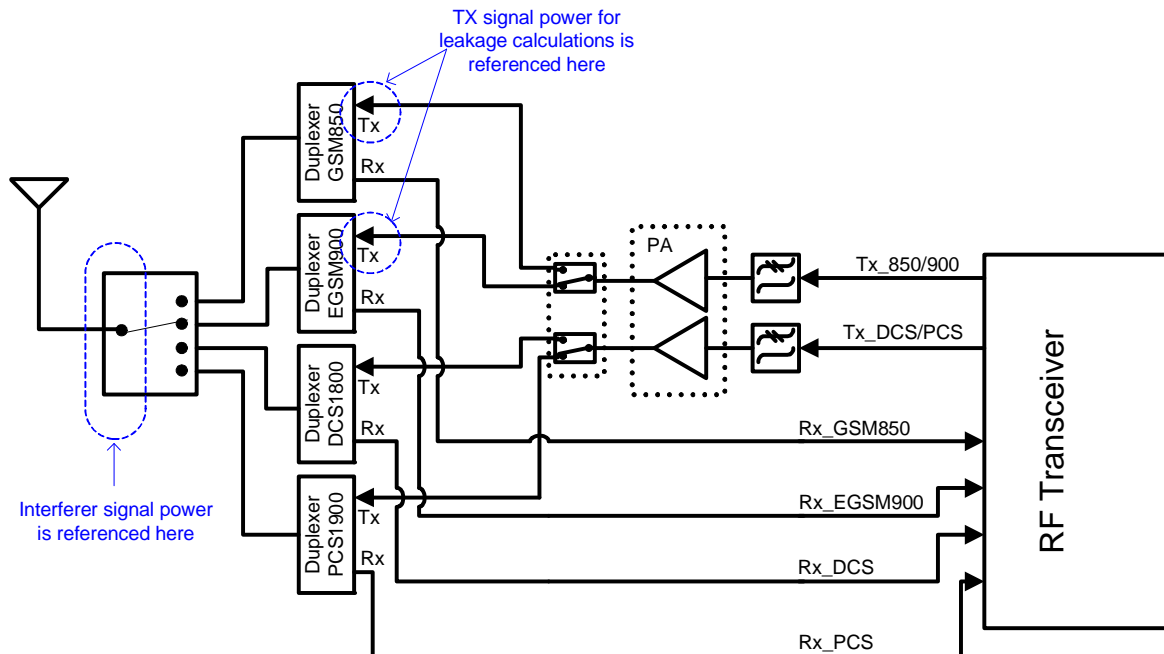 TX signal power for
leakage calculations is
referenced here
Duplexer
GSM850
Tx
Rx
Duplexer
EGSM900
Tx
Rx
PA
Tx_850/900
Tx_DCS/PCS
Duplexer
DCS1800
Tx
Rx
Duplexer
PCS1900
Tx
Rx
Rx_GSM850
Rx_EGSM900
Rx_DCS
Rx_PCS
RF Transceiver
Interferer signal power
is referenced here